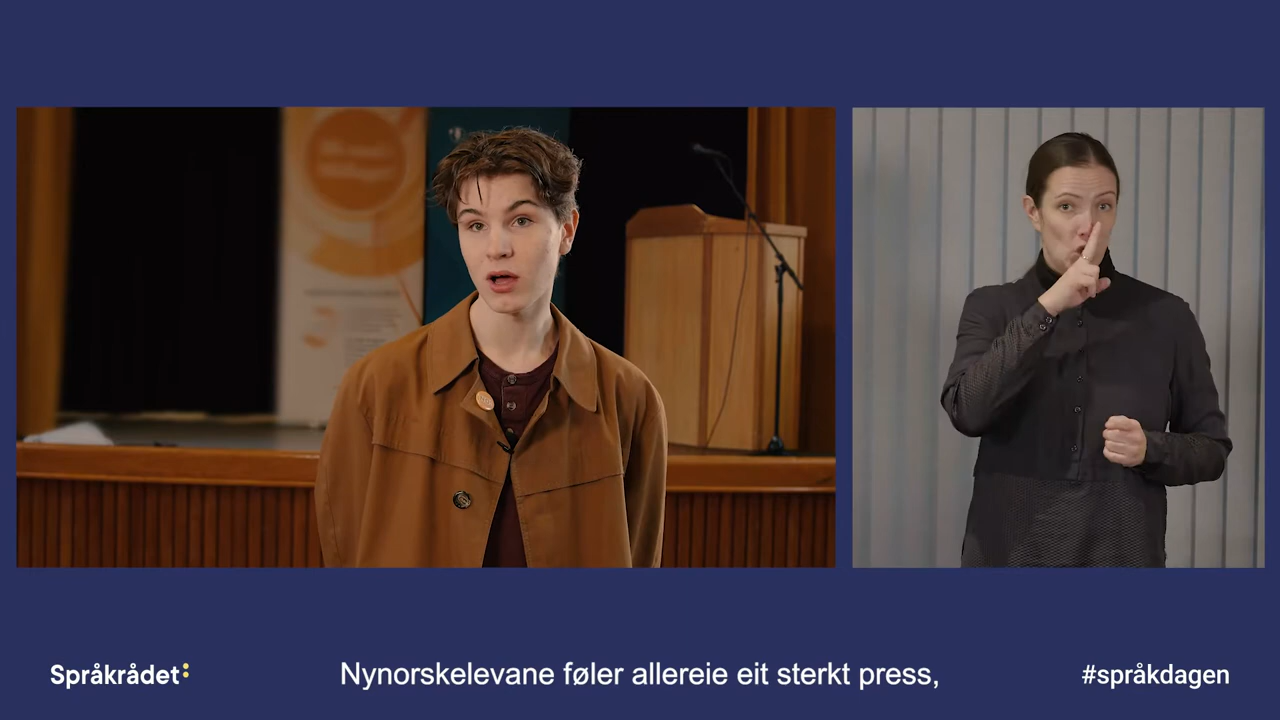 Språkrådet:
Nynorskelevane føler allereie eit sterkt press,
#språkdagen